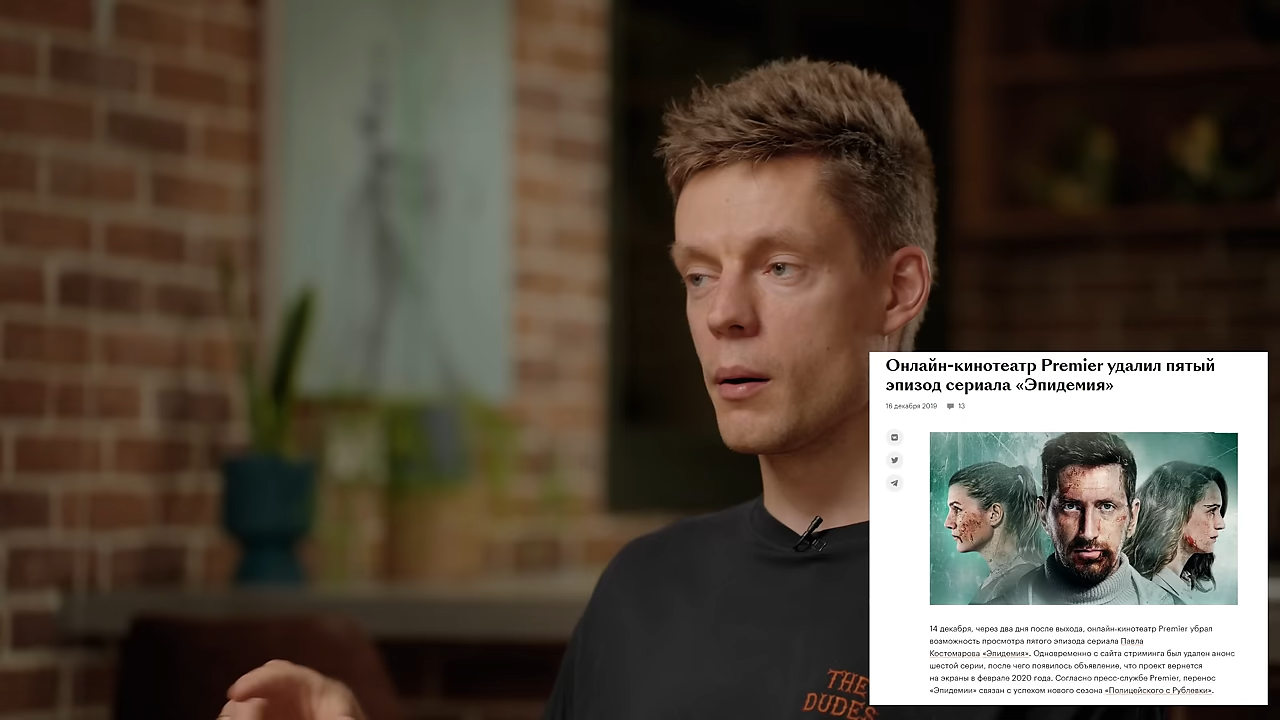 Онлайн-кинотеатр Premier удалил пятый
эпизод сериала «Эпидемия»
16 декабря 2019 13
14 декабря, через два дня после выхода, онлайн-кинотеатр Premier убрал
возможность просмотра пятого эпизода сериала Павла
Костомарова «Эпидемия». Одновременно с сайта стриминга был удален анонс
шестой серии, после чего появилось объявление, что проект вернется
на экраны в феврале 2020 года. Согласно пресс-службе Premier, перенос
«Эпидемии» связан с успехом нового сезона «Полицейского с Рублевки».
THE
DUDES